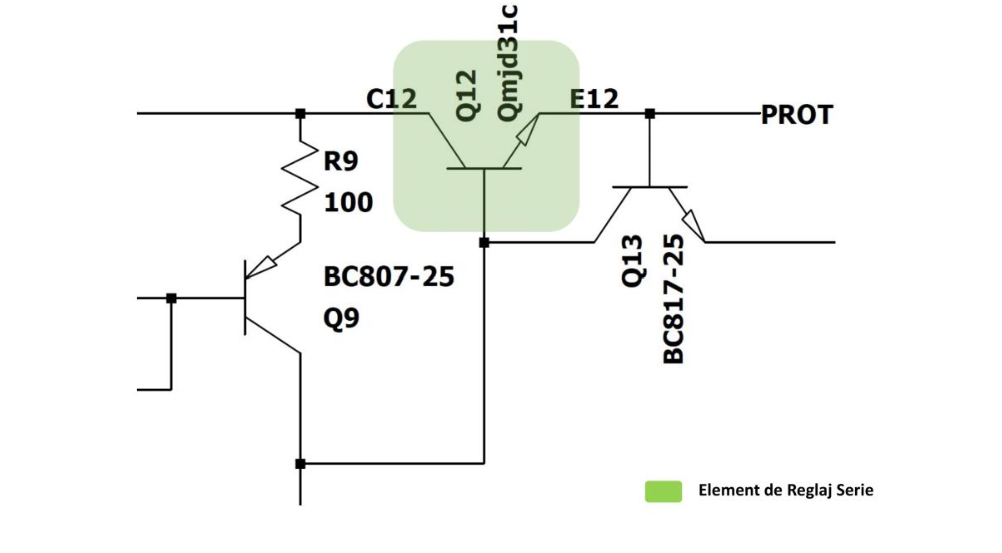 C12
Q12
Qmjd31c
E12
PROT
R9
100
BC807-25
Q9
Q13
BC817-25
Element de Reglaj Serie